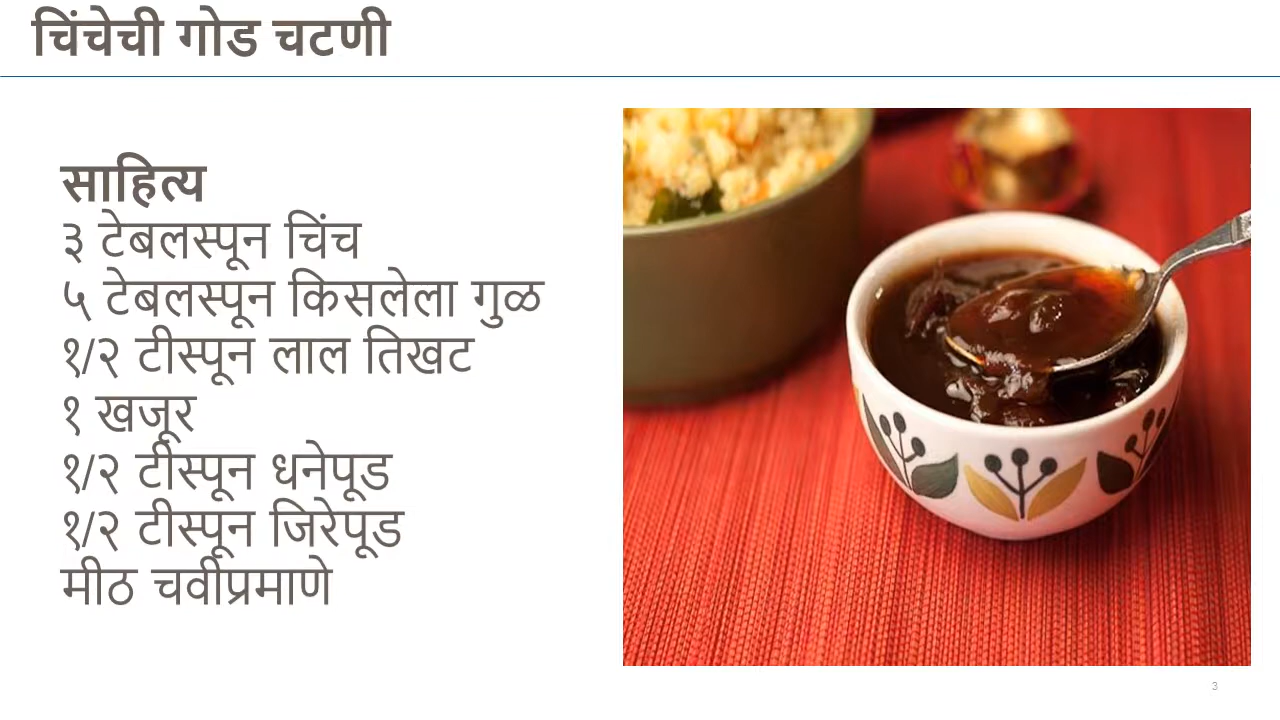 चिंचेची गोड चटणी
साहित्य
३ टेबलस्पून चिंच
५ टेबलस्पून किसलेला गुळ
१/२ टीस्पून लाल तिखट
१ खजूर
१/२ टीस्पून धनेपूड
१/२ टीस्पून जिरेपूड
मीठ चवीप्रमाणे
3